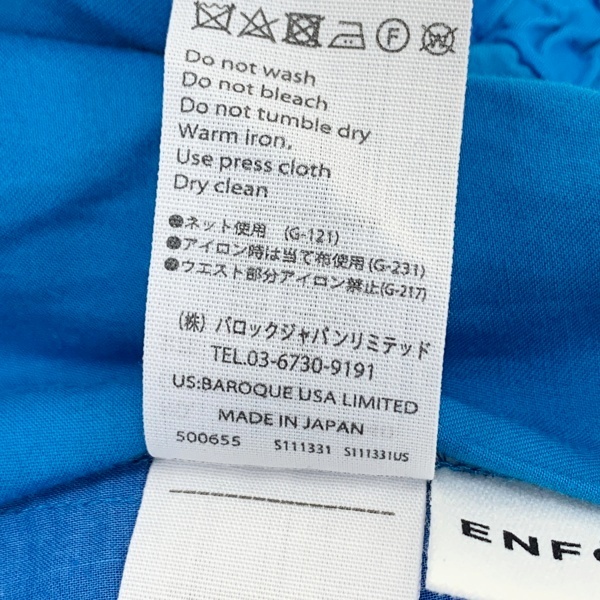 F W
Do not wash
Do not bleach
Do not tumble dry
Warm iron,
Use press cloth
Dry clean
●ネット使用 (G-121)
●アイロン時は当て布使用(G-231)
●ウエスト部分アイロン禁止(G-217)
(株) バロックジャパンリミテッド
TEL.03-6730-9191
US:BAROQUE USA LIMITED
MADE IN JAPAN
500655 S111331 S111331US
ENF